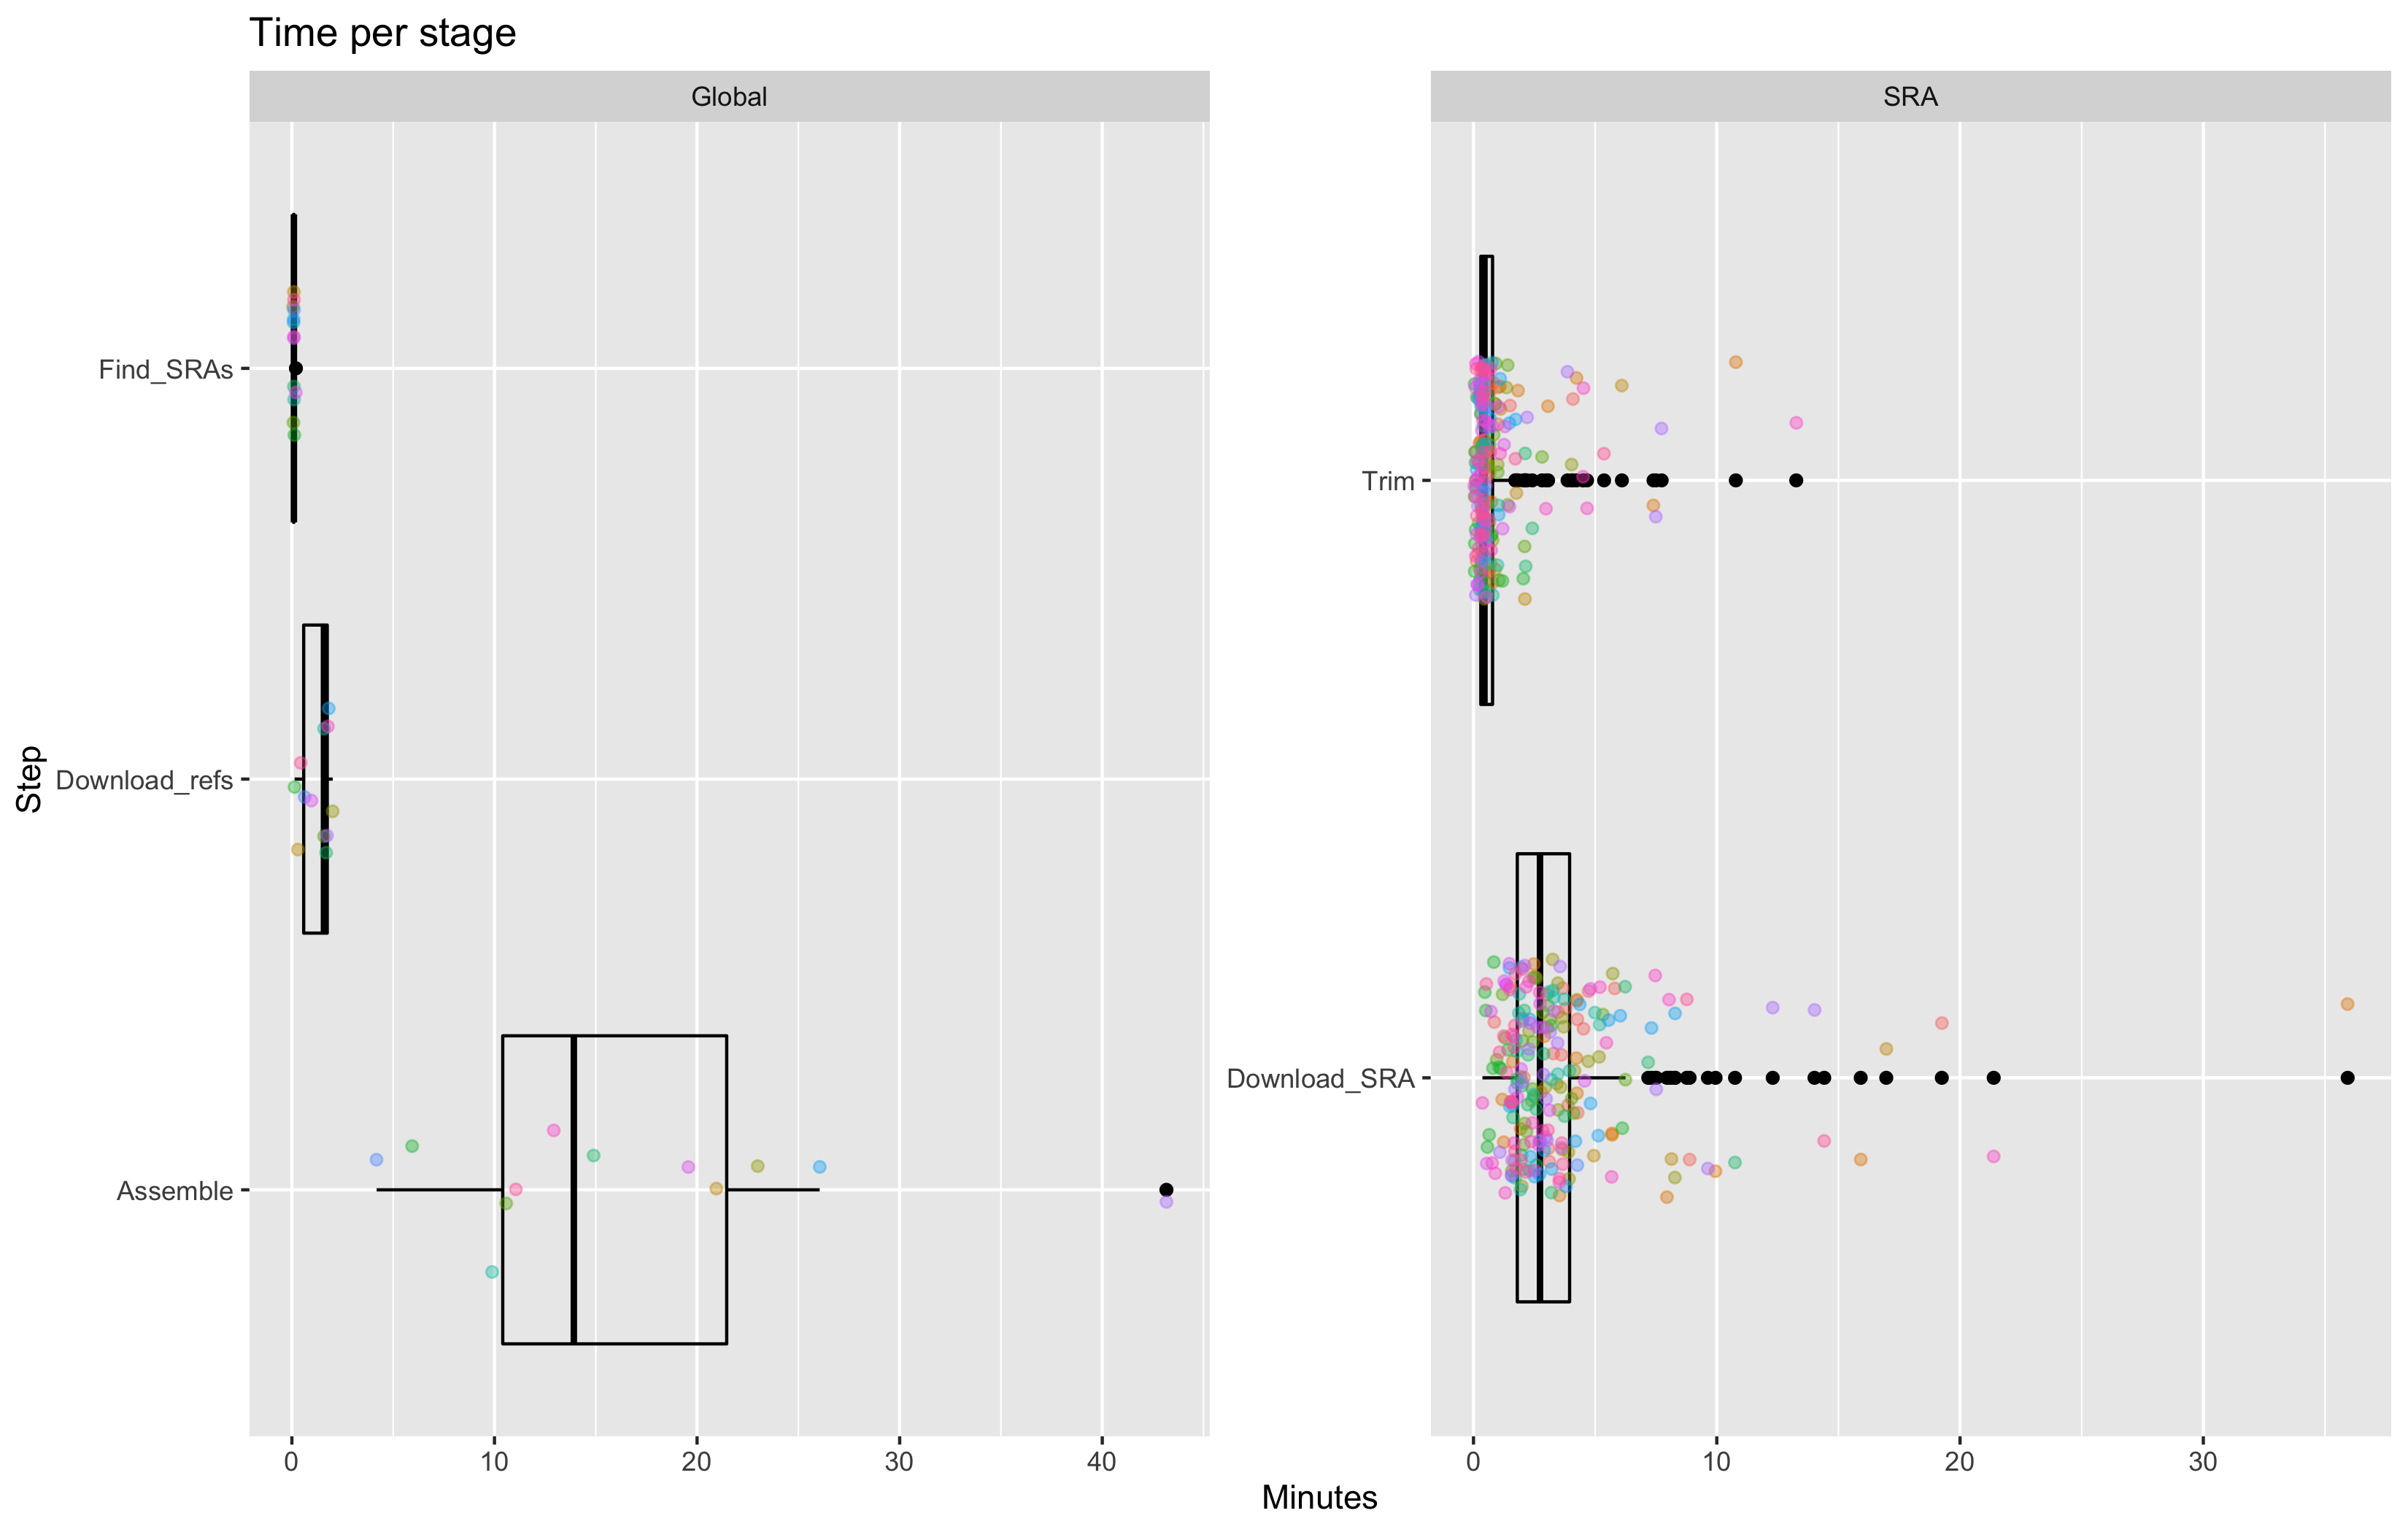 Time per stage
Global
SRA
Step
Find_SRAs
Download_refs
Assemble
Trim
Download_SRA
0 10 20 30 40
0 10 20 30
Minutes